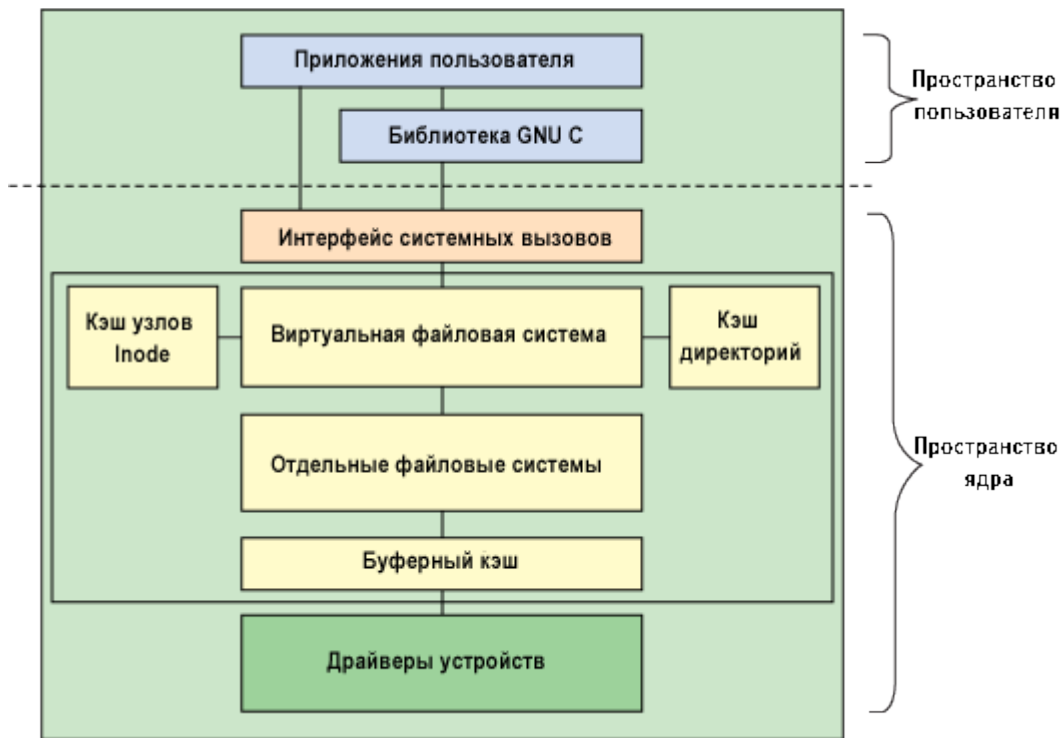 Приложения пользователя
Библиотека GNU C
Пространство
пользователя
Интерфейс системных вызовов
Кэш узлов
Inode
Виртуальная файловая система
Кэш
директорий
Отдельные файловые системы
Буферный кэш
Драйверы устройств
Пространство
ядра